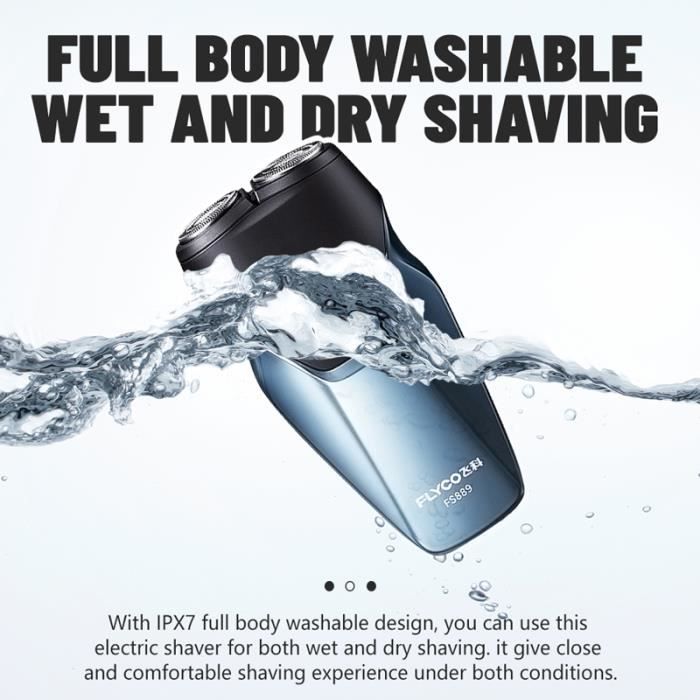 FULL BODY WASHABLE
WET AND DRY SHAVING
FLYCO飞科
FS889
With IPX7 full body washable design, you can use this
electric shaver for both wet and dry shaving. it give close
and comfortable shaving experience under both conditions.